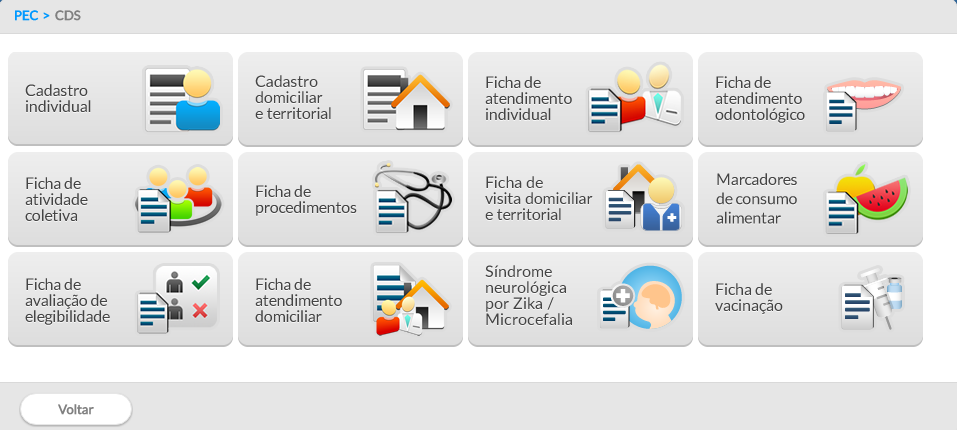 PEC > CDS
Cadastro
individual
Cadastro
domiciliar
e territorial
Ficha de
atendimento
individual
Ficha de
atendimento
odontológico
Ficha de
atividade
coletiva
Ficha de
procedimentos
Ficha de
visita domiciliar
e territorial
Marcadores
de consumo
alimentar
Ficha de
avaliação de
elegibilidade
Ficha de
atendimento
domiciliar
Síndrome
neurológica
por Zika /
Microcefalia
Ficha de
vacinação
Voltar